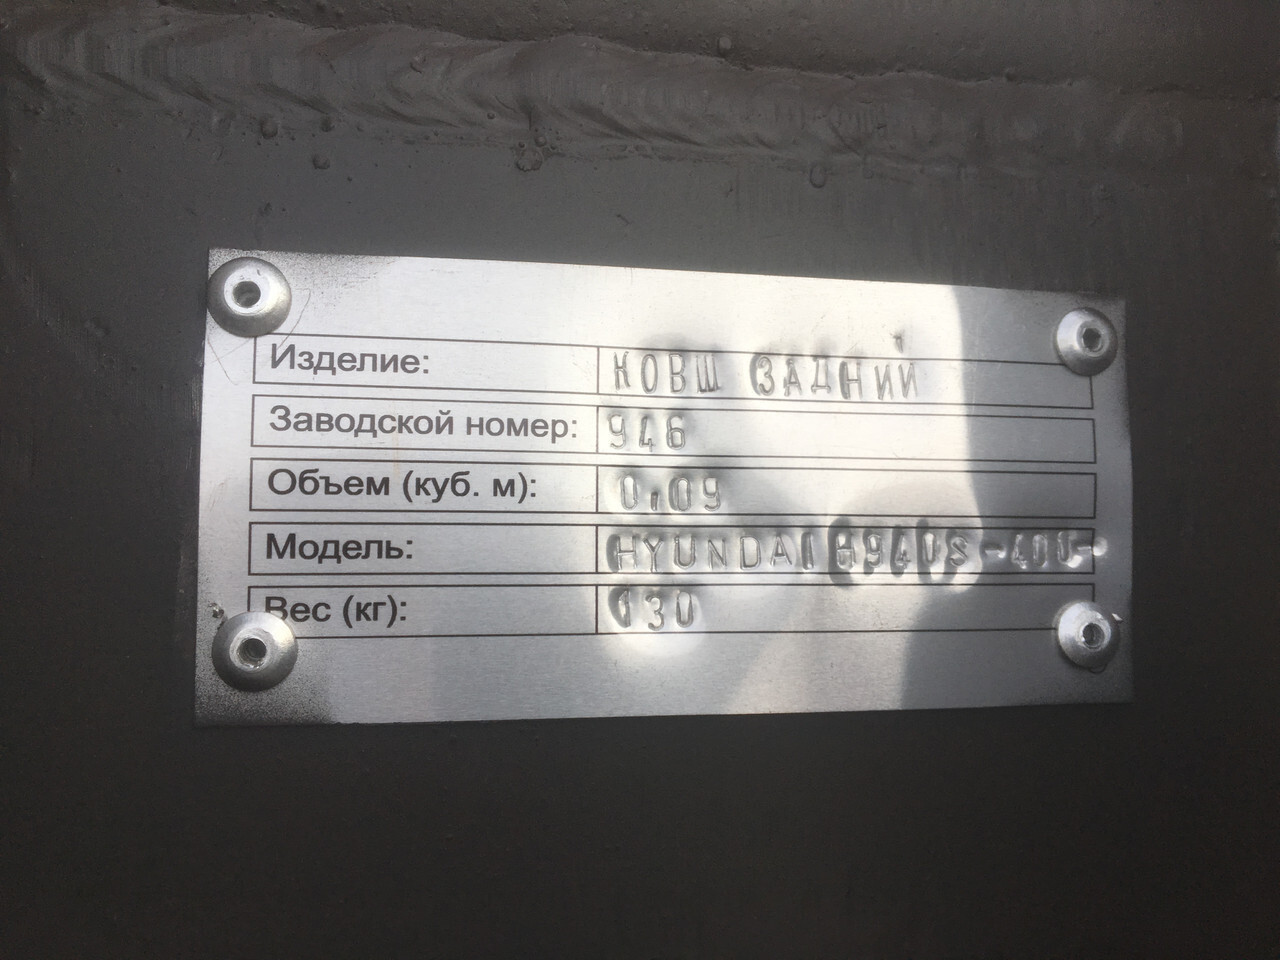 Изделие: КОВШ ЗАДНИЙ
Заводской номер: 946
Объем (куб. м): 0,09
Модель: HYUNDAI H940S-400-
Вес (кг): 130